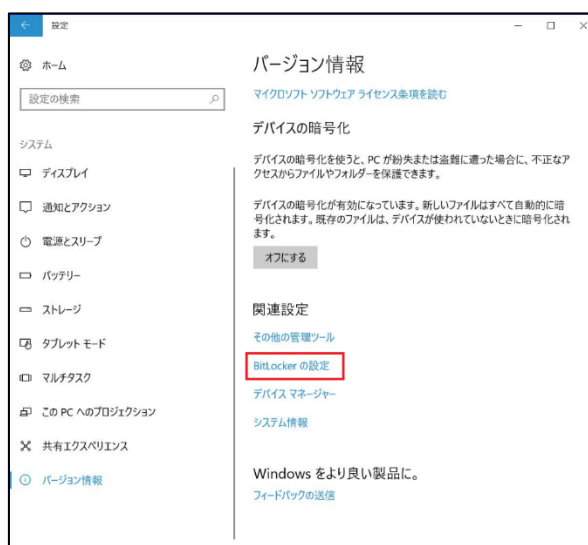 設定
ホーム
設定の検索
システム
ディスプレイ
通知とアクション
電源とスリープ
バッテリー
ストレージ
タブレット モード
マルチタスク
この PC へのプロジェクション
共有エクスペリエンス
バージョン情報
バージョン情報
マイクロソフト ソフトウェア ライセンス条項を読む
デバイスの暗号化
デバイスの暗号化を使うと、PC が紛失または盗難に遭った場合に、不正なア
クセスからファイルやフォルダーを保護できます。
デバイスの暗号化が有効になっています。新しいファイルはすべて自動的に暗
号化されます。既存のファイルは、デバイスが使われていないときに暗号化され
ます。
オフにする
関連設定
その他の管理ツール
BitLocker の設定
デバイス マネージャー
システム情報
Windows をより良い製品に。
フィードバックの送信